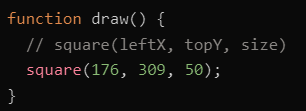 function draw() {
  // square(leftX, topY, size)
  square(176, 309, 50);
}